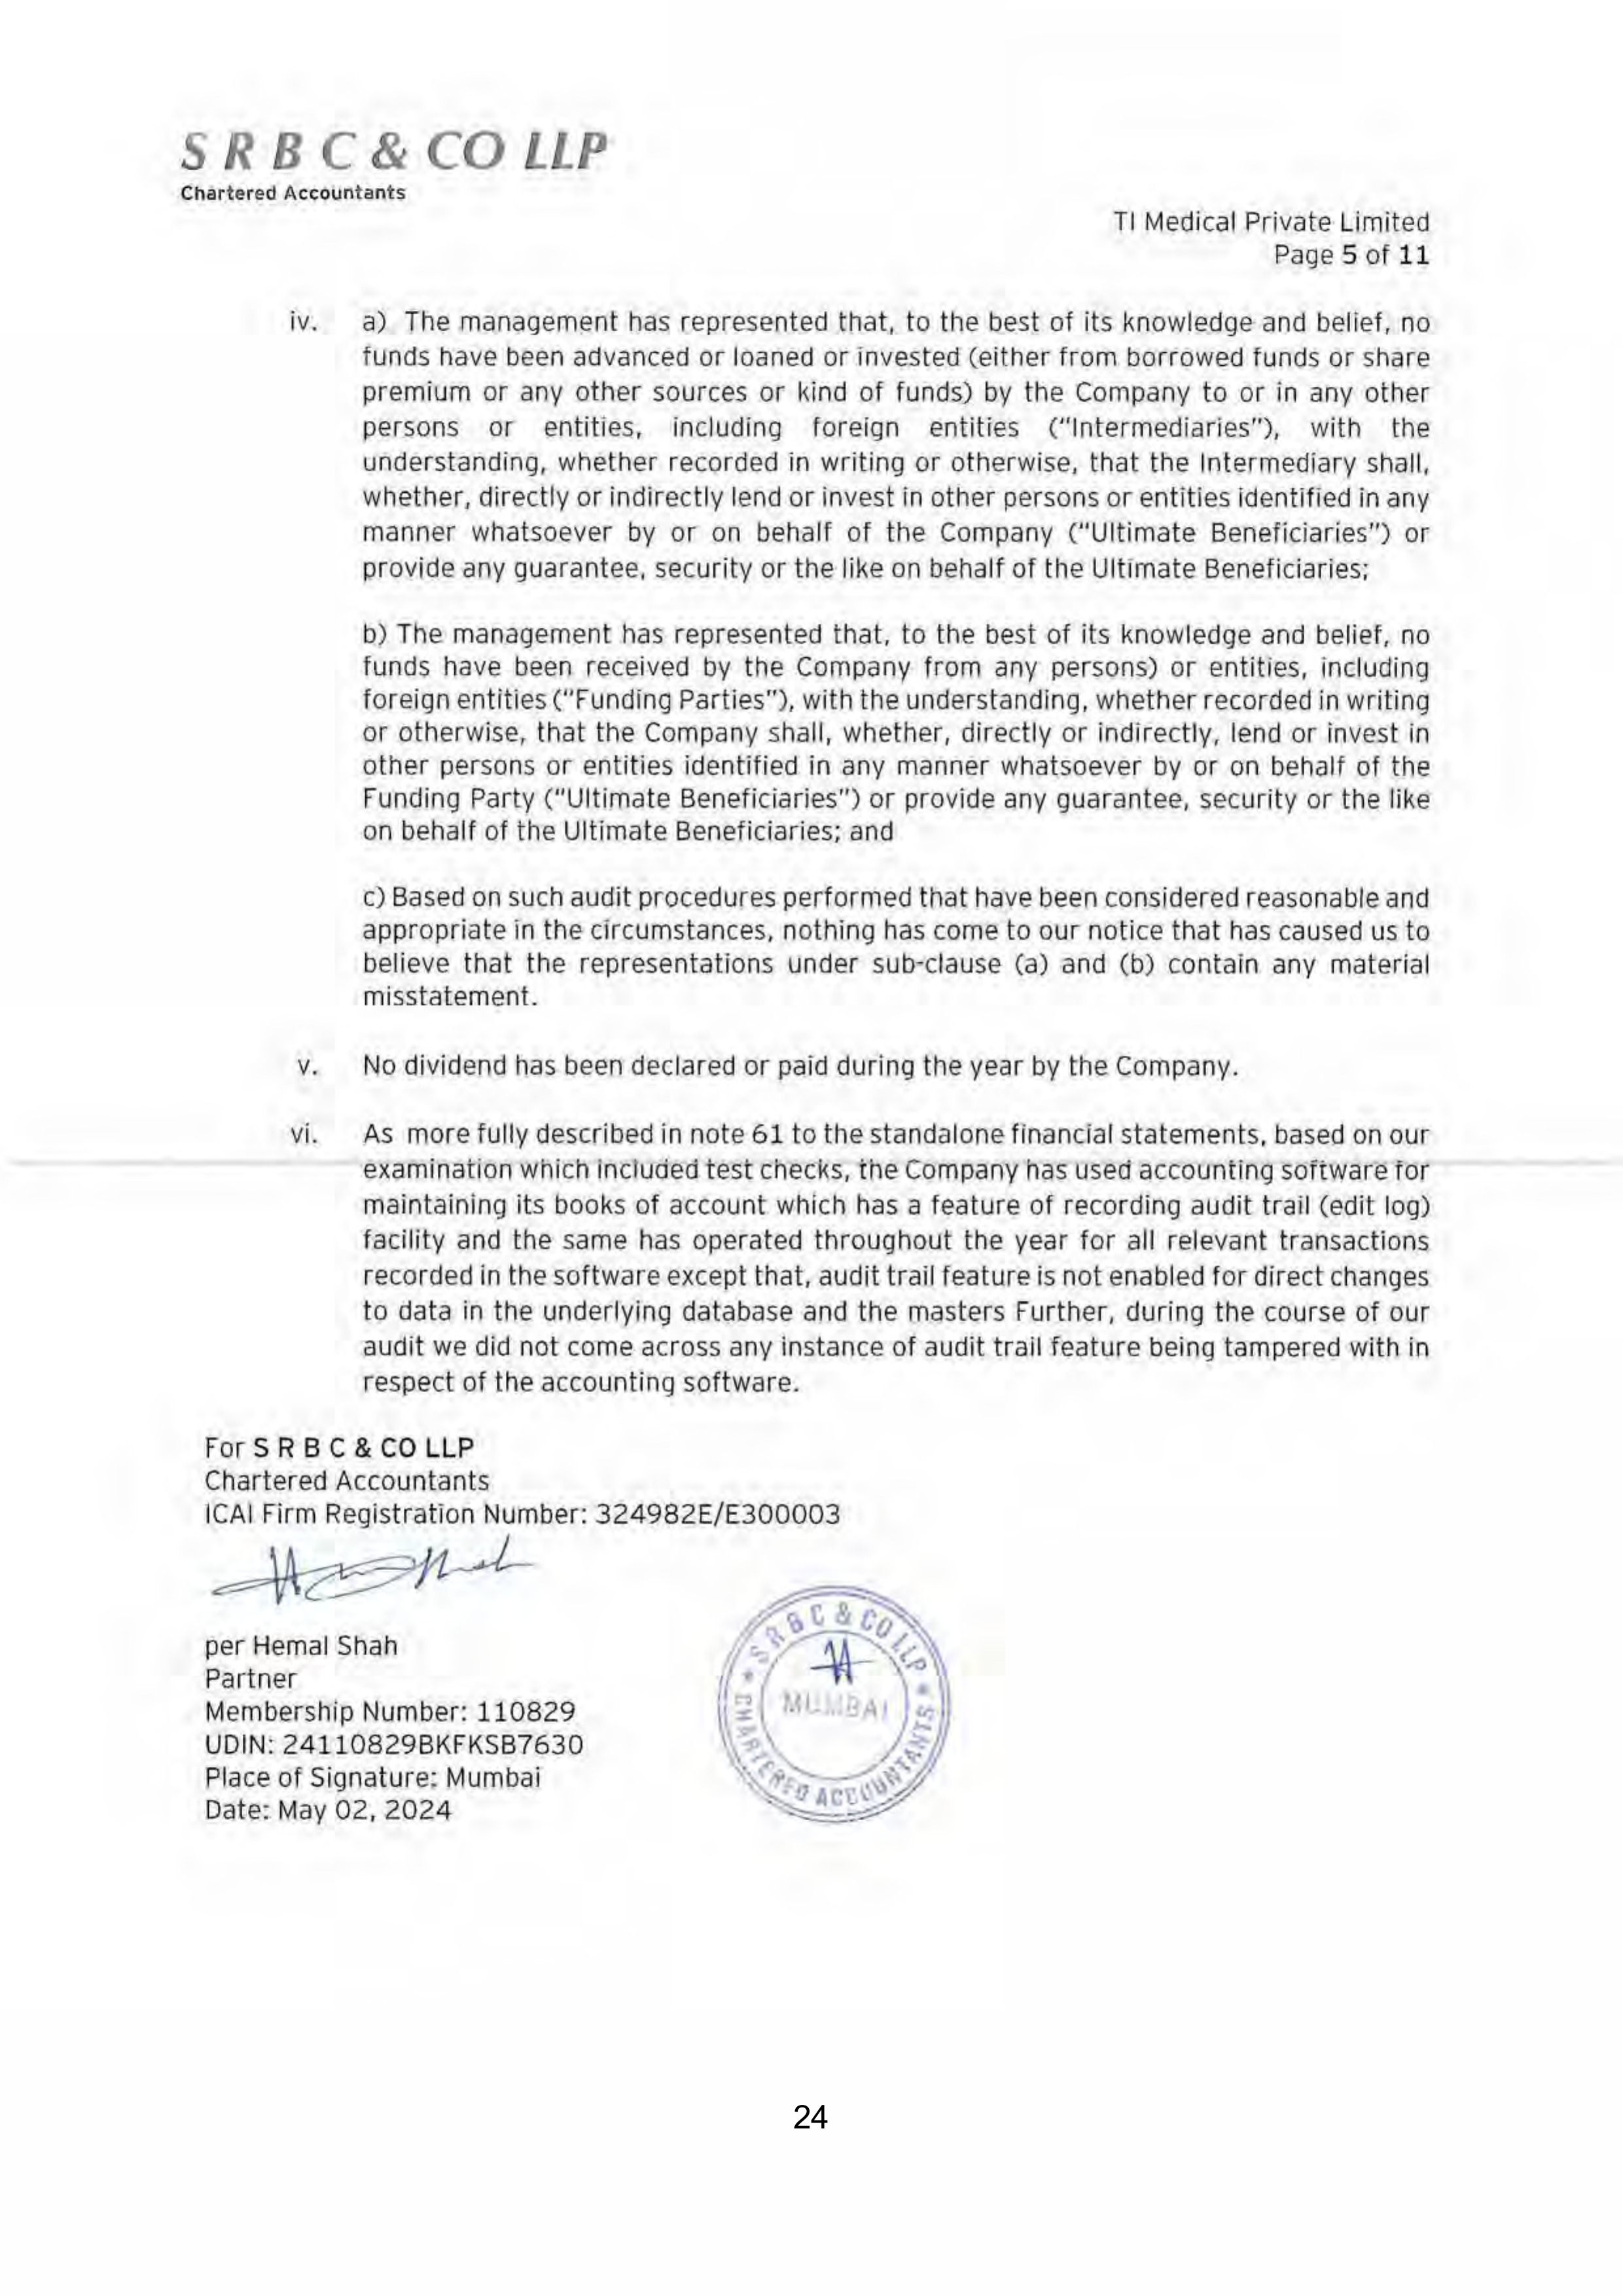 S R B C & CO LLP
Chartered Accountants
TI Medical Private Limited
Page 5 of 11
iv. a) The management has represented that, to the best of its knowledge and belief, no
funds have been advanced or loaned or invested (either from borrowed funds or share
premium or any other sources or kind of funds) by the Company to or in any other
persons or entities, including foreign entities ("Intermediaries"), with the
understanding, whether recorded in writing or otherwise, that the Intermediary shall,
whether, directly or indirectly lend or invest in other persons or entities identified in any
manner whatsoever by or on behalf of the Company ("Ultimate Beneficiaries") or
provide any guarantee, security or the like on behalf of the Ultimate Beneficiaries;
b) The management has represented that, to the best of its knowledge and belief, no
funds have been received by the Company from any persons) or entities, including
foreign entities ("Funding Parties"), with the understanding, whether recorded in writing
or otherwise, that the Company shall, whether, directly or indirectly, lend or invest in
other persons or entities identified in any manner whatsoever by or on behalf of the
Funding Party ("Ultimate Beneficiaries") or provide any guarantee, security or the like
on behalf of the Ultimate Beneficiaries; and
c) Based on such audit procedures performed that have been considered reasonable and
appropriate in the circumstances, nothing has come to our notice that has caused us to
believe that the representations under sub-clause (a) and (b) contain any material
misstatement.
v. No dividend has been declared or paid during the year by the Company.
vi. As more fully described in note 61 to the standalone financial statements, based on our
examination which included test checks, the Company has used accounting software for
maintaining its books of account which has a feature of recording audit trail (edit log)
facility and the same has operated throughout the year for all relevant transactions
recorded in the software except that, audit trail feature is not enabled for direct changes
to data in the underlying database and the masters Further, during the course of our
audit we did not come across any instance of audit trail feature being tampered with in
respect of the accounting software.
For S R B C & CO LLP
Chartered Accountants
ICAI Firm Registration Number: 324982E/E300003
per Hemal Shah
Partner
Membership Number: 110829
UDIN: 24110829BKFKSB7630
Place of Signature: Mumbai
Date: May 02, 2024
S R B C & CO LLP
MUMBAI
CHARTERED ACCOUNTANTS
24